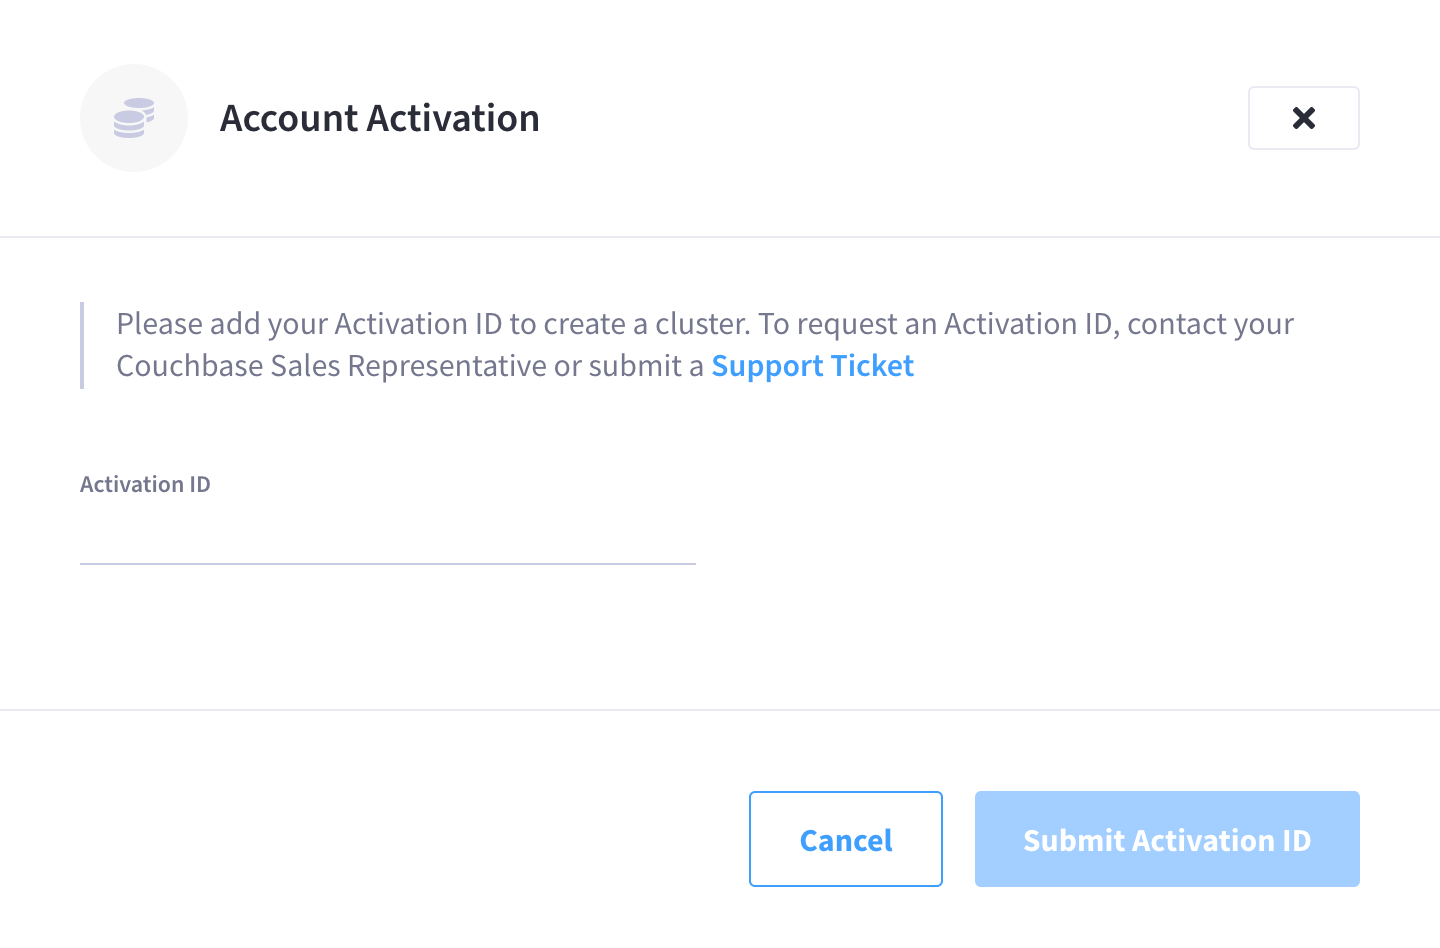 Account Activation
Please add your Activation ID to create a cluster. To request an Activation ID, contact your
Couchbase Sales Representative or submit a Support Ticket
Activation ID
Cancel
Submit Activation ID